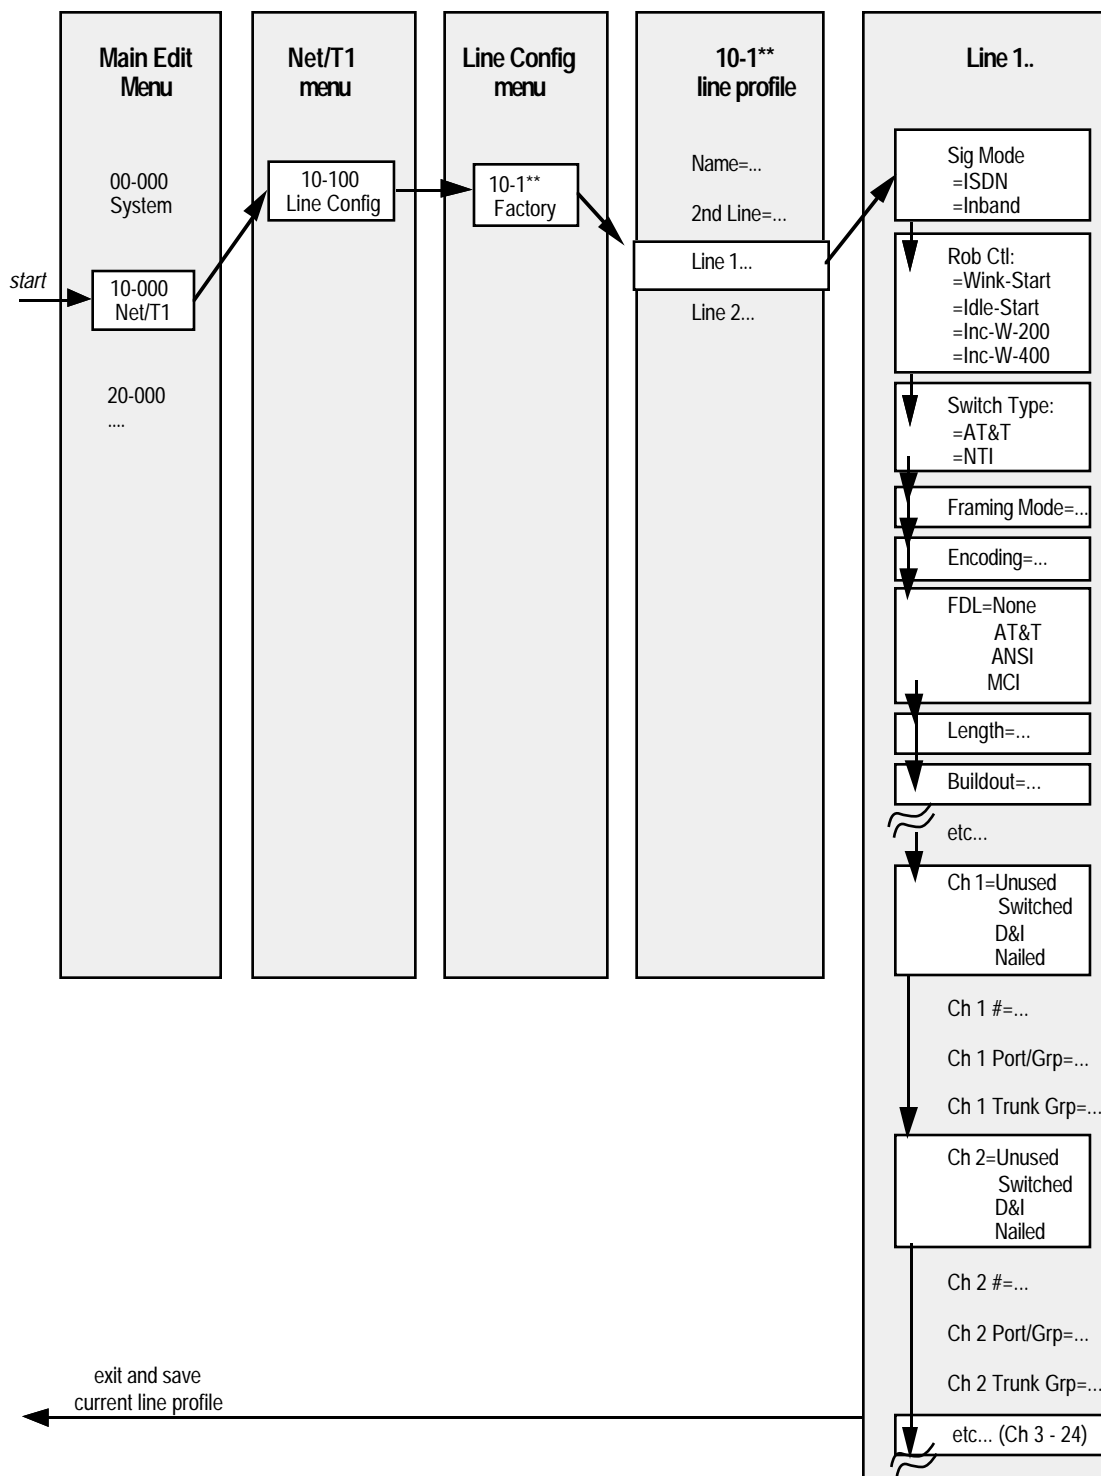 Main Edit
Menu
00-000
System
start
10-000
Net/T1
20-000
....
Net/T1
menu
10-100
Line Config
Line Config
menu
10-1**
Factory
10-1**
line profile
Name=...
2nd Line=...
Line 1...
Line 2...
Line 1..
Sig Mode
=ISDN
=Inband
Rob Ctl:
=Wink-Start
=Idle-Start
=Inc-W-200
=Inc-W-400
Switch Type:
=AT&T
=NTI
Framing Mode=...
Encoding=...
FDL=None
AT&T
ANSI
MCI
Length=...
Buildout=...
etc...
Ch 1=Unused
Switched
D&I
Nailed
Ch 1 #=...
Ch 1 Port/Grp=...
Ch 1 Trunk Grp=...
Ch 2=Unused
Switched
D&I
Nailed
Ch 2 #=...
Ch 2 Port/Grp=...
Ch 2 Trunk Grp=...
etc... (Ch 3 - 24)
exit and save
current line profile